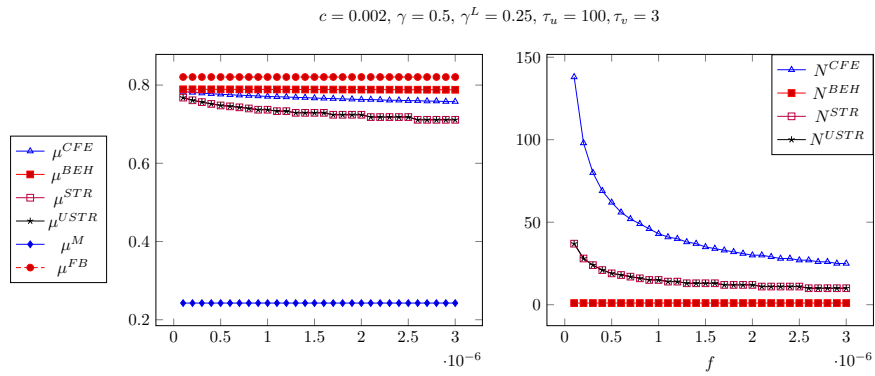 c = 0.002, γ = 0.5, γ^L = 0.25, τ_u = 100, τ_v = 3
μ^CFE
μ^BEH
μ^STR
μ^USTR
μ^M
μ^FB
0.8
0.6
0.4
0.2
0
0.5
1
1.5
2
2.5
3
·10^−6
150
100
50
0
0
0.5
1
1.5
2
2.5
3
·10^−6
f
N^CFE
N^BEH
N^STR
N^USTR